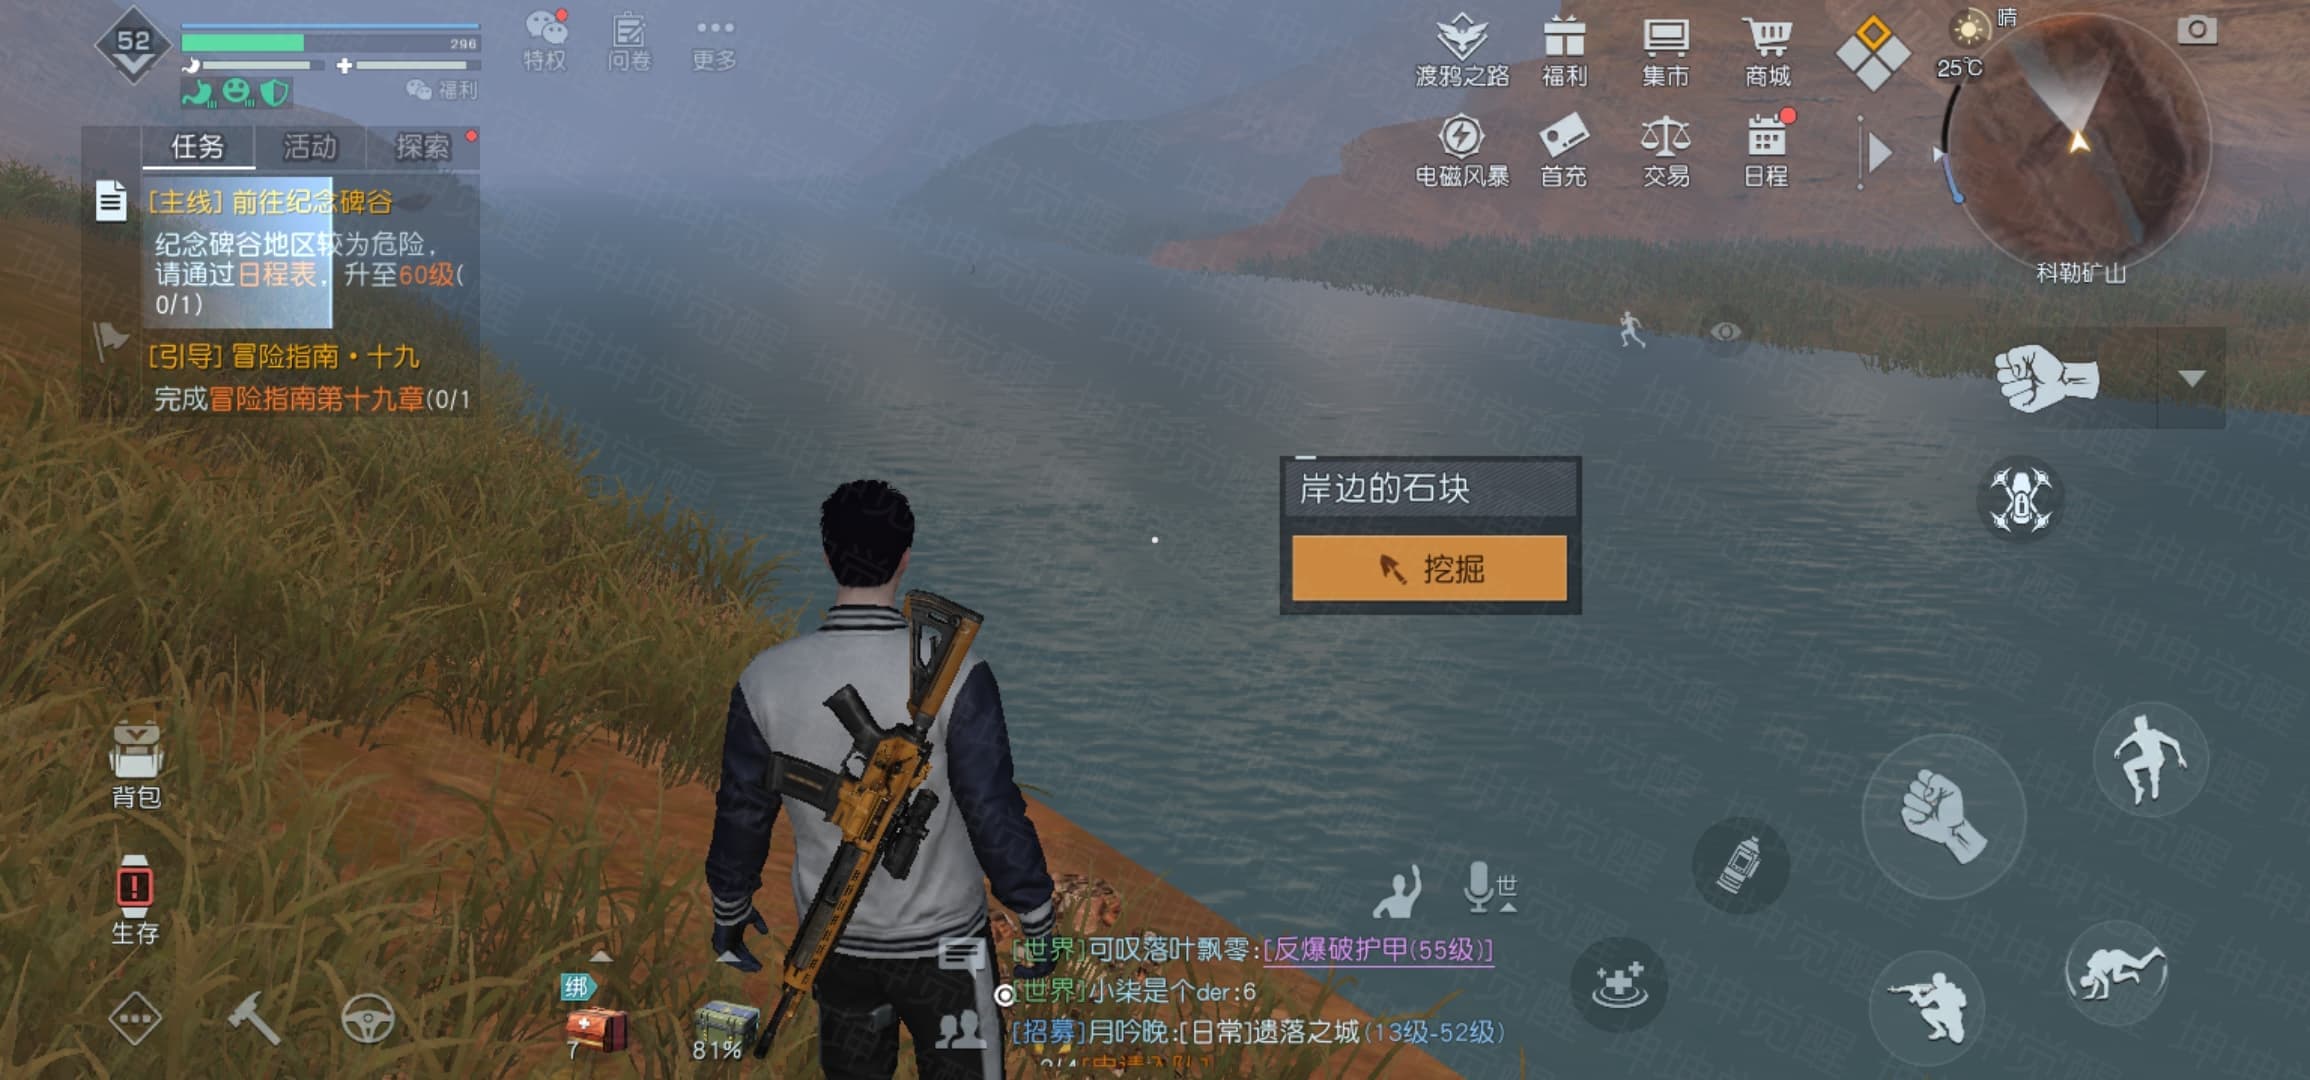 52
296
特权
问卷
更多
福利
任务
活动
探索
[主线] 前往纪念碑谷
纪念碑谷地区较为危险，
请通过日程表，升至60级(
0/1)
[引导] 冒险指南·十九
完成冒险指南第十九章(0/1
渡鸦之路
福利
集市
商城
电磁风暴
首充
交易
日程
晴
25℃
科勒矿山
岸边的石块
挖掘
背包
生存
绑
7
81%
世
[世界]可叹落叶飘零:[反爆破护甲(55级)]
[世界]小柒是个der:6
[招募]月吟晚:[日常]遗落之城(13级-52级)
坤觉醒